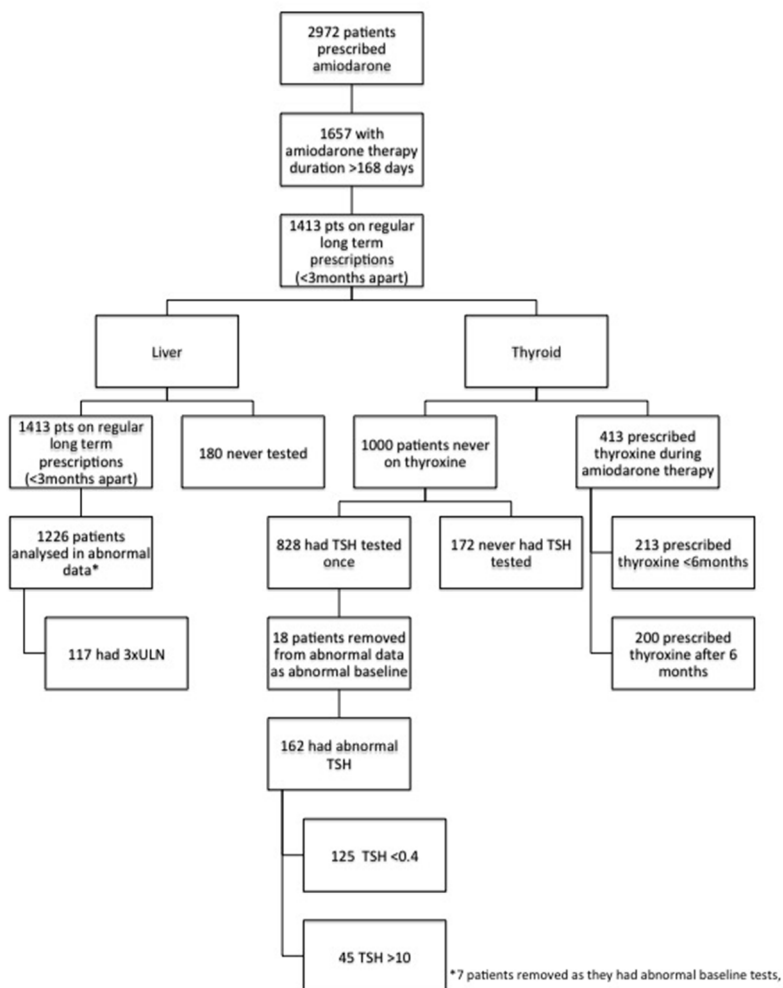 2972 patients
prescribed
amiodarone
1657 with
amiodarone therapy
duration >168 days
1413 pts on regular
long term
prescriptions
(<3months apart)
Liver
Thyroid
1413 pts on regular
long term
prescriptions
(<3months apart)
180 never tested
1000 patients never
on thyroxine
413 prescribed
thyroxine during
amiodarone therapy
1226 patients
analysed in abnormal
data*
828 had TSH tested
once
172 never had TSH
tested
213 prescribed
thyroxine <6months
117 had 3xULN
18 patients removed
from abnormal data
as abnormal baseline
200 prescribed
thyroxine after 6
months
162 had abnormal
TSH
125 TSH <0.4
45 TSH >10
*7 patients removed as they had abnormal baseline tests,